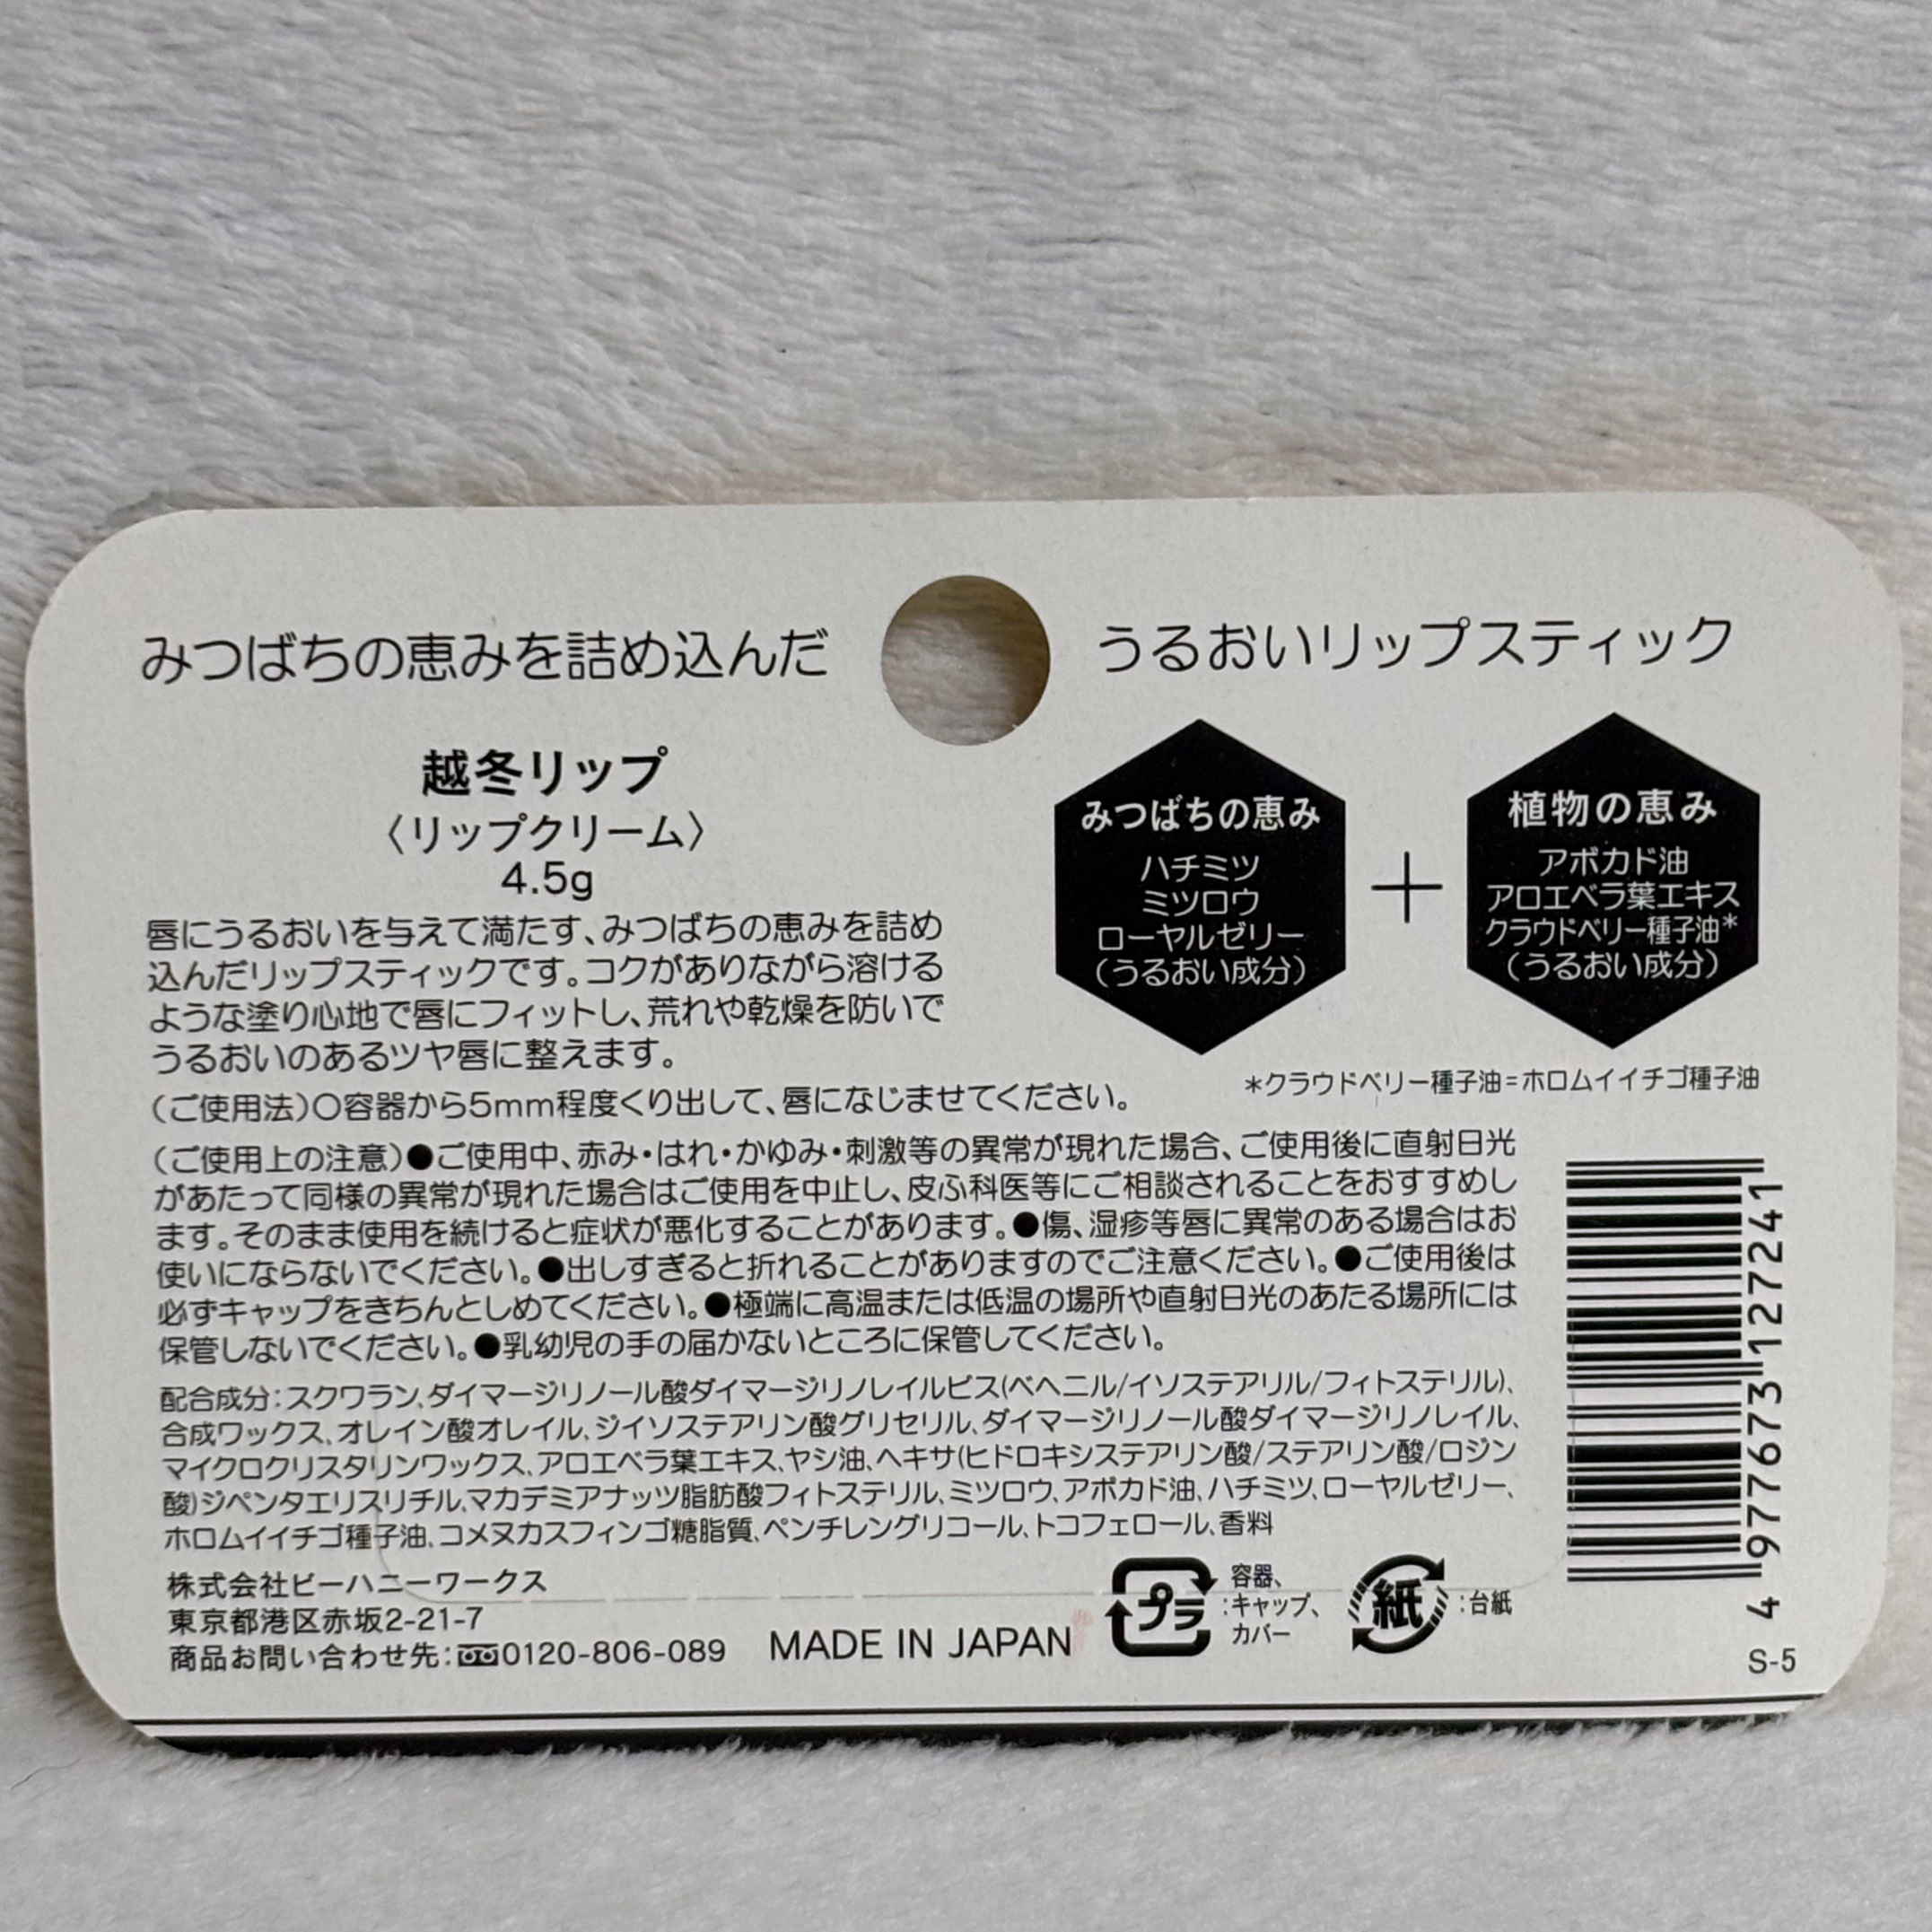 みつばちの恵みを詰め込んだ うるおいリップスティック
越冬リップ
〈リップクリーム〉
4.5g
唇にうるおいを与えて満たす、みつばちの恵みを詰め
込んだリップスティックです。コクがありながら溶ける
ような塗り心地で唇にフィットし、荒れや乾燥を防いで
うるおいのあるツヤ唇に整えます。
みつばちの恵み
ハチミツ
ミツロウ
ローヤルゼリー
(うるおい成分)
+
植物の恵み
アボカド油
アロエベラ葉エキス
クラウドベリー種子油*
(うるおい成分)
*クラウドベリー種子油=ホロムイイチゴ種子油
(ご使用法)○容器から5mm程度くり出して、唇になじませてください。
(ご使用上の注意)●ご使用中、赤み・はれ・かゆみ・刺激等の異常が現れた場合、ご使用後に直射日光
があたって同様の異常が現れた場合はご使用を中止し、皮ふ科医等にご相談されることをおすすめし
ます。そのまま使用を続けると症状が悪化することがあります。●傷、湿疹等唇に異常のある場合はお
使いにならないでください。●出しすぎると折れることがありますのでご注意ください。●ご使用後は
必ずキャップをきちんとしめてください。●極端に高温または低温の場所や直射日光のあたる場所には
保管しないでください。●乳幼児の手の届かないところに保管してください。
配合成分:スクワラン、ダイマージリノール酸ダイマージリノレイルビス(ベヘニル/イソステアリル/フィトステリル)、
合成ワックス、オレイン酸オレイル、ジイソステアリン酸グリセリル、ダイマージリノール酸ダイマージリノレイル、
マイクロクリスタリンワックス、アロエベラ葉エキス、ヤシ油、ヘキサ(ヒドロキシステアリン酸/ステアリン酸/ロジン
酸)ジペンタエリスリチル、マカデミアナッツ脂肪酸フィトステリル、ミツロウ、アボカド油、ハチミツ、ローヤルゼリー、
ホロムイイチゴ種子油、コメヌカスフィンゴ糖脂質、ペンチレングリコール、トコフェロール、香料
株式会社ビーハニーワークス
東京都港区赤坂2-21-7
商品お問い合わせ先:0120-806-089
MADE IN JAPAN
プラ
容器、
:キャップ、
カバー
紙
:台紙
4 977673 127241
S-5